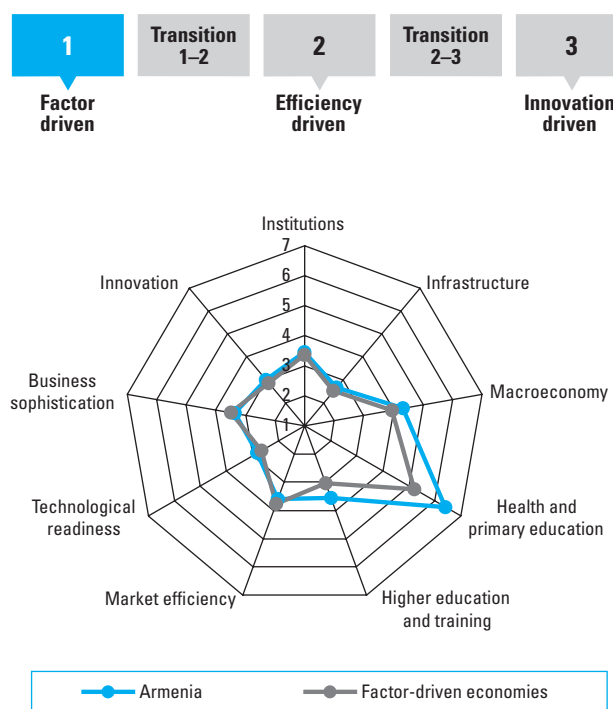 1
Transition
1–2
2
Transition
2–3
3
Factor
driven
Efficiency
driven
Innovation
driven
Institutions
7
6
5
4
3
2
1
Infrastructure
Macroeconomy
Health and
primary education
Higher education
and training
Market efficiency
Technological
readiness
Business
sophistication
Innovation
Armenia
Factor-driven economies